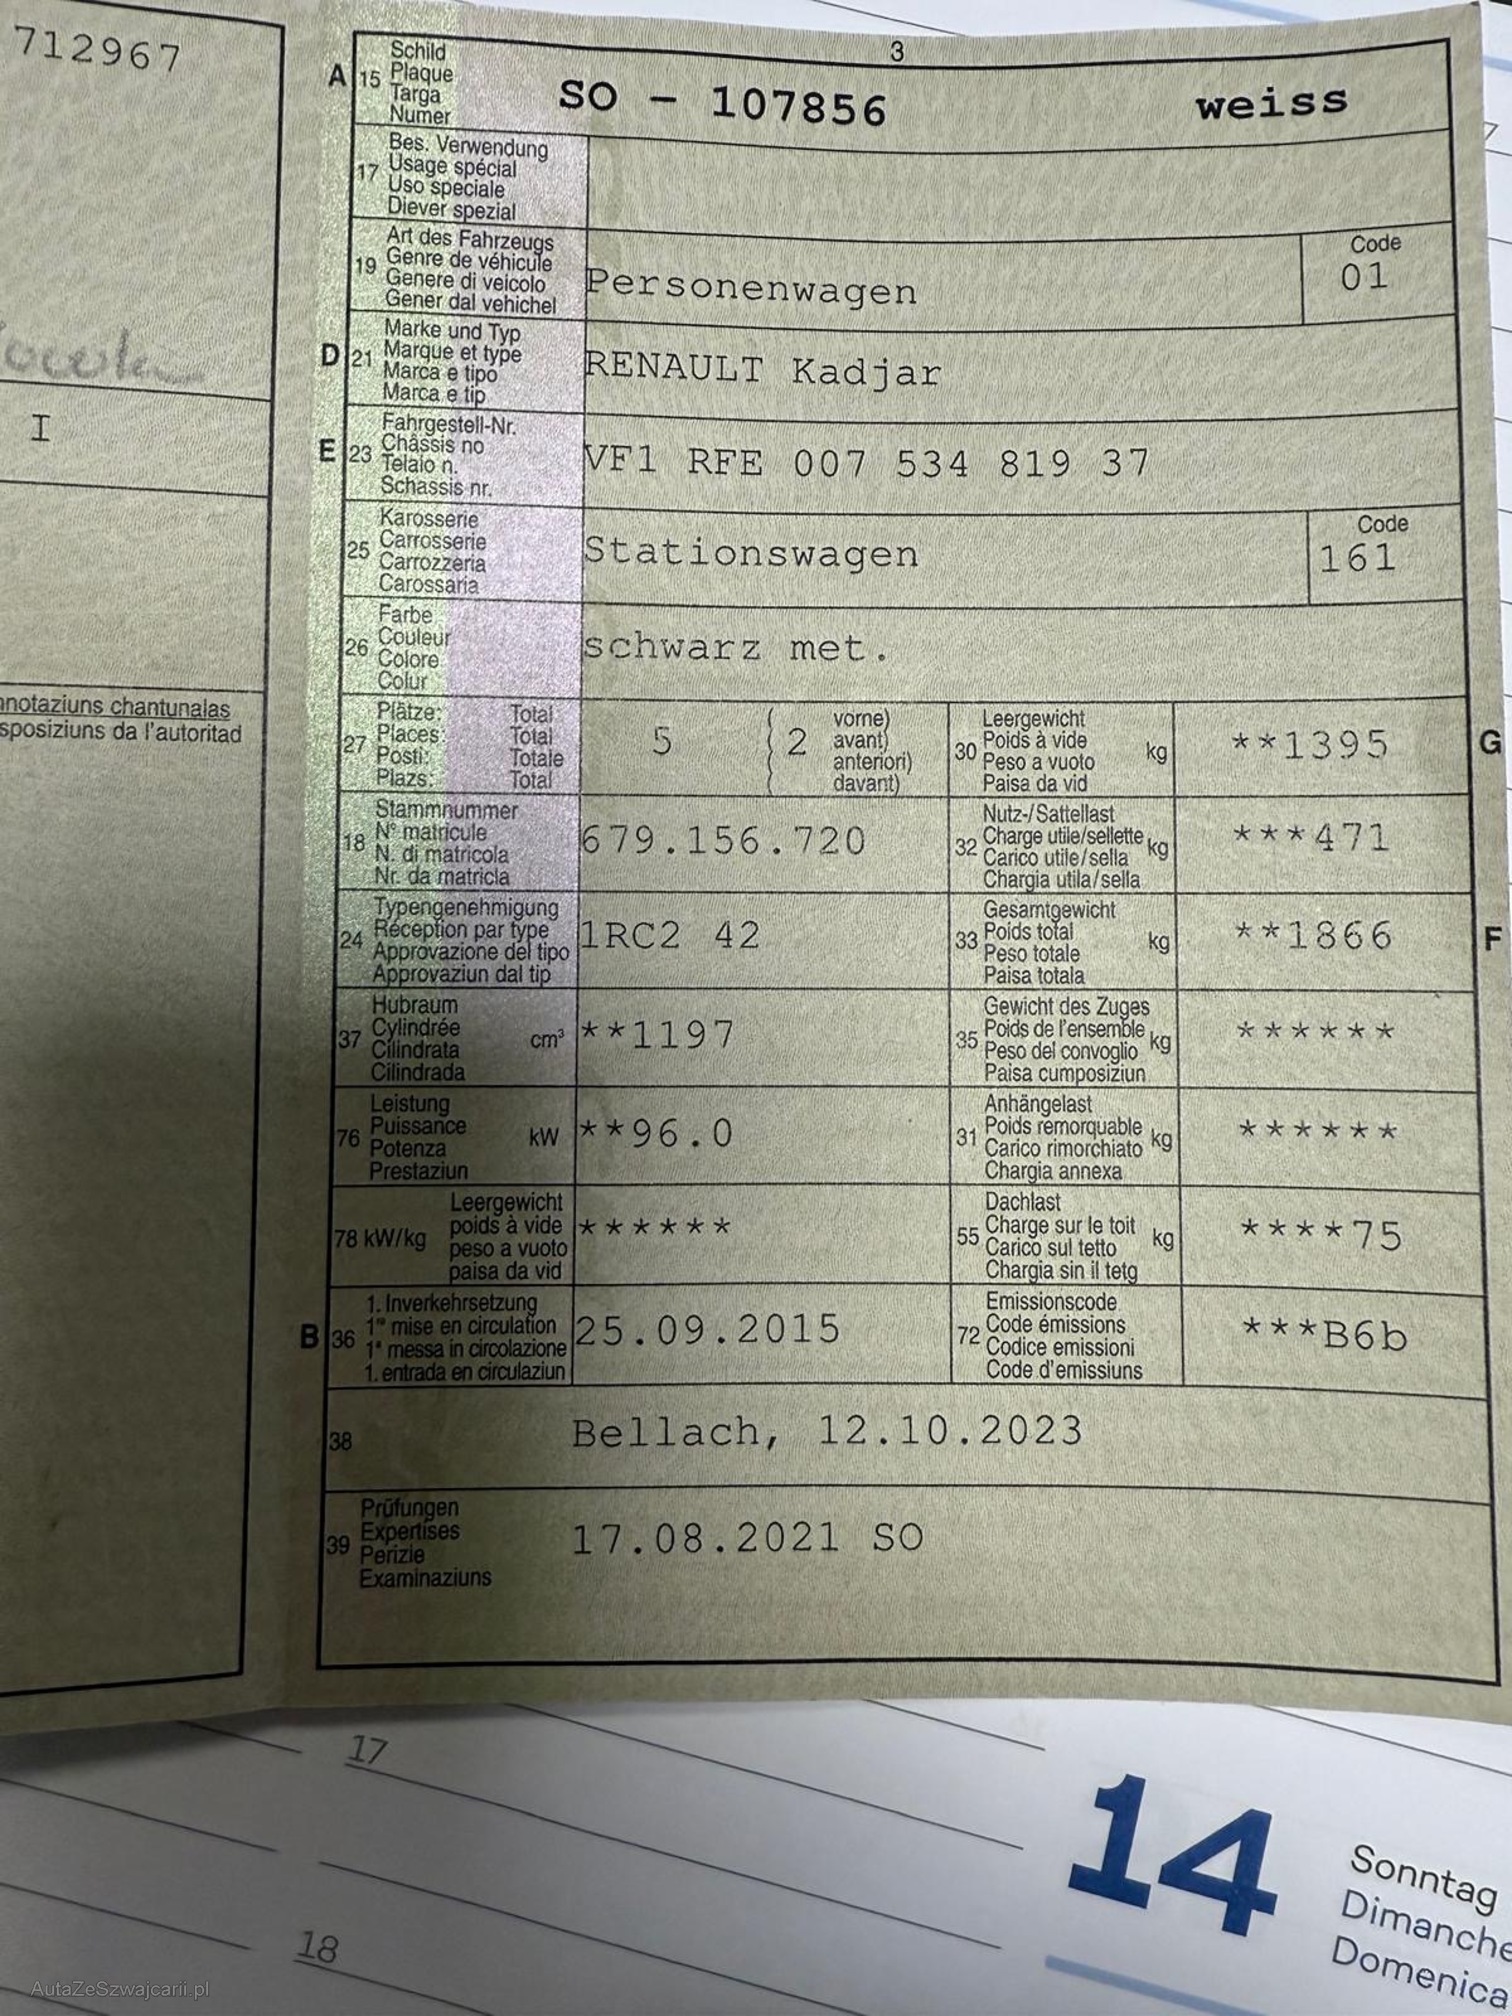 712967
I
nnotaziuns chantunalas
sposiziuns da l'autoritad
3
A 15 Schild
Plaque
Targa
Numer
SO - 107856 weiss
17 Bes. Verwendung
Usage spécial
Uso speciale
Diever spezial
19 Art des Fahrzeugs
Genre de véhicule
Genere di veicolo
Gener dal vehichel
Personenwagen
Code
01
D 21 Marke und Typ
Marque et type
Marca e tipo
Marca e tip
RENAULT Kadjar
E 23 Fahrgestell-Nr.
Châssis no
Telaio n.
Schassis nr.
VF1 RFE 007 534 819 37
25 Karosserie
Carrosserie
Carrozzeria
Carossaria
Stationswagen
Code
161
26 Farbe
Couleur
Colore
Colur
schwarz met.
27 Plätze: Total
Places: Total
Posti: Totale
Plazs: Total
5 ( 2 vorne)
( avant)
( anteriori)
( davant)
30 Leergewicht
Poids à vide kg
Peso a vuoto
Paisa da vid
**1395 G
18 Stammnummer
N° matricule
N. di matricola
Nr. da matricla
679.156.720
32 Nutz-/Sattellast
Charge utile/sellette kg
Carico utile/sella
Chargia utila/sella
***471
24 Typengenehmigung
Réception par type
Approvazione del tipo
Approvaziun dal tip
1RC2 42
33 Gesamtgewicht
Poids total kg
Peso totale
Paisa totala
**1866 F
37 Hubraum
Cylindrée cm³
Cilindrata
Cilindrada
**1197
35 Gewicht des Zuges
Poids de l'ensemble kg
Peso del convoglio
Paisa cumposiziun
******
76 Leistung
Puissance kW
Potenza
Prestaziun
**96.0
31 Anhängelast
Poids remorquable kg
Carico rimorchiato
Chargia annexa
******
78 kW/kg Leergewicht
poids à vide
peso a vuoto
paisa da vid
******
55 Dachlast
Charge sur le toit kg
Carico sul tetto
Chargia sin il tetg
****75
B 36 1. Inverkehrsetzung
1re mise en circulation
1a messa in circolazione
1. entrada en circulaziun
25.09.2015
72 Emissionscode
Code émissions
Codice emissioni
Code d'emissiuns
***B6b
38 Bellach, 12.10.2023
39 Prüfungen
Expertises
Perizie
Examinaziuns
17.08.2021 SO
17
18
14
Sonntag
Dimanche
Domenica
AutaZeSzwajcarii.pl